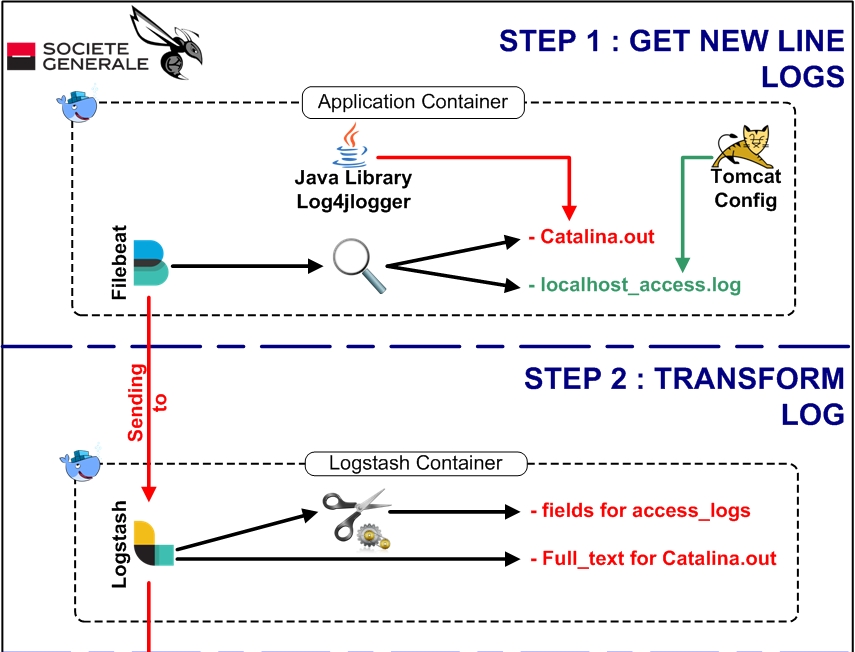 SOCIETE
GENERALE
STEP 1 : GET NEW LINE
LOGS
Application Container
Java Library
Log4jlogger
Tomcat
Config
- Catalina.out
- localhost_access.log
Filebeat
Sending
to
STEP 2 : TRANSFORM
LOG
Logstash Container
Logstash
- fields for access_logs
- Full_text for Catalina.out